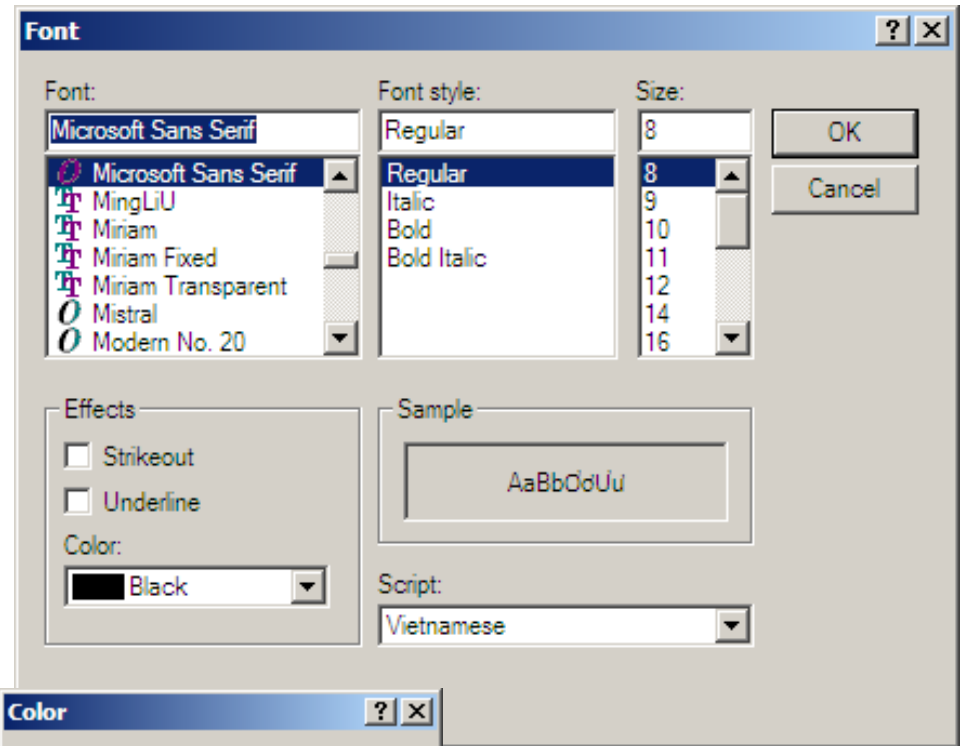 Font
Font:
Font style:
Size:
Microsoft Sans Serif
Regular
8
OK
Cancel
Microsoft Sans Serif
MingLiU
Miriam
Miriam Fixed
Miriam Transparent
Mistral
Modern No. 20
Regular
Italic
Bold
Bold Italic
8
9
10
11
12
14
16
Effects
Strikeout
Underline
Color:
Black
Sample
AaBbƠơƯư
Script:
Vietnamese
Color